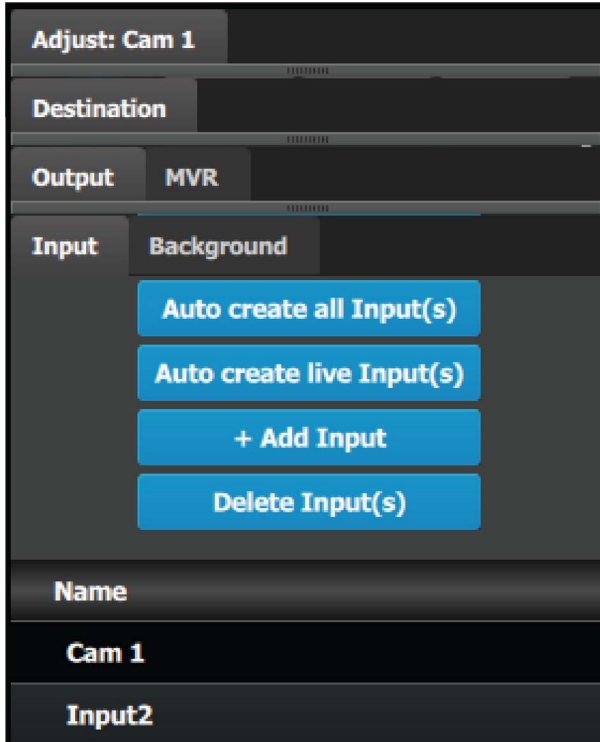 Adjust: Cam 1
Destination
Output MVR
Input Background
Auto create all Input(s)
Auto create live Input(s)
+ Add Input
Delete Input(s)
Name
Cam 1
Input2